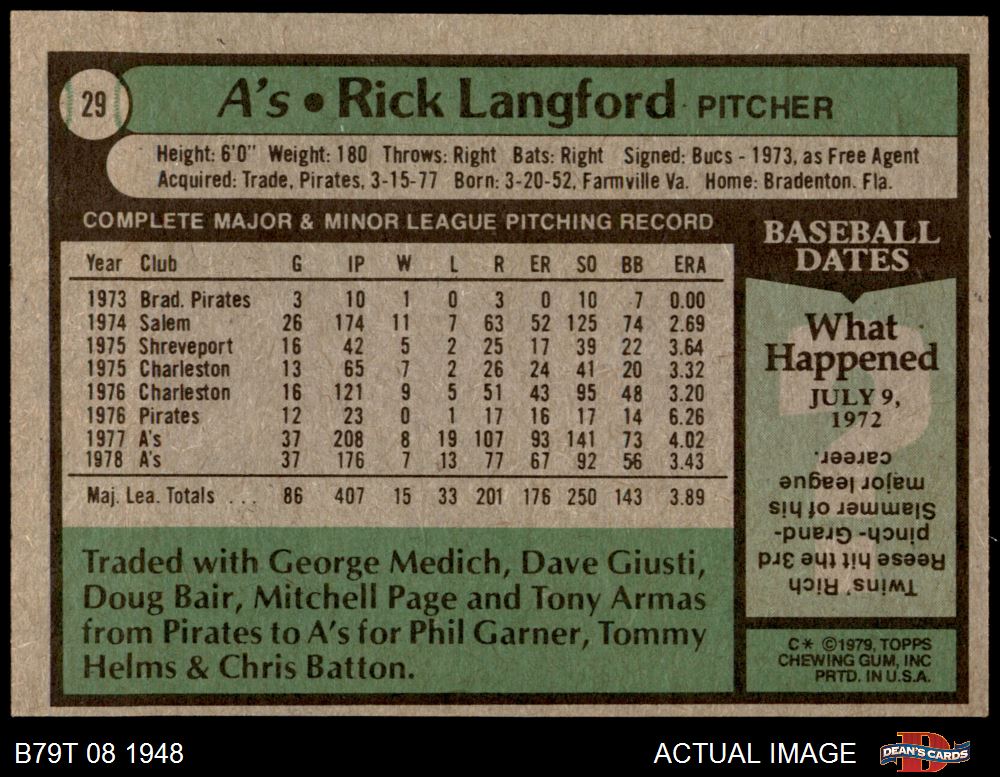 29
A's • Rick Langford PITCHER
Height: 6'0" Weight: 180 Throws: Right Bats: Right Signed: Bucs - 1973, as Free Agent
Acquired: Trade, Pirates, 3-15-77 Born: 3-20-52, Farmville Va. Home: Bradenton. Fla.
COMPLETE MAJOR & MINOR LEAGUE PITCHING RECORD
Year Club G IP W L R ER SO BB ERA
1973 Brad. Pirates 3 10 1 0 3 0 10 7 0.00
1974 Salem 26 174 11 7 63 52 125 74 2.69
1975 Shreveport 16 42 5 2 25 17 39 22 3.64
1975 Charleston 13 65 7 2 26 24 41 20 3.32
1976 Charleston 16 121 9 5 51 43 95 48 3.20
1976 Pirates 12 23 0 1 17 16 17 14 6.26
1977 A's 37 208 8 19 107 93 141 73 4.02
1978 A's 37 176 7 13 77 67 92 56 3.43
Maj. Lea. Totals ... 86 407 15 33 201 176 250 143 3.89
Traded with George Medich, Dave Giusti,
Doug Bair, Mitchell Page and Tony Armas
from Pirates to A's for Phil Garner, Tommy
Helms & Chris Batton.
BASEBALL
DATES
What
Happened
JULY 9,
1972
Twins' Rich
Reese hit the 3rd
pinch-Grand-
Slammer of his
major league
career.
C* ©1979, TOPPS
CHEWING GUM, INC
PRTD. IN U.S.A.
B79T 08 1948
ACTUAL IMAGE
DEAN'S CARDS